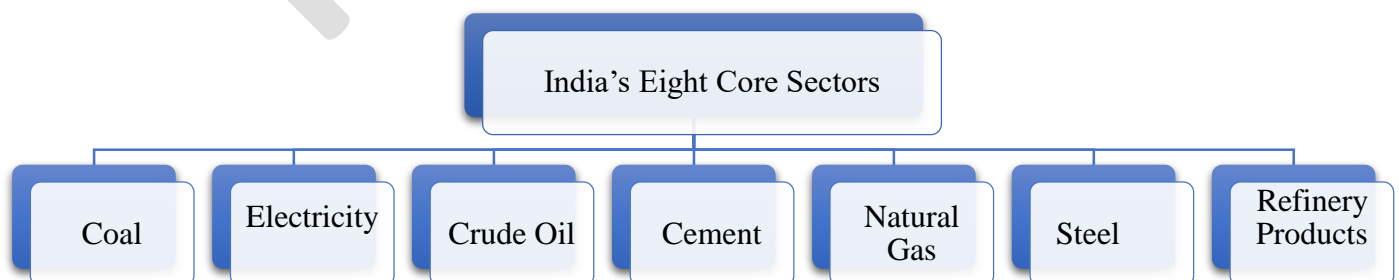 India’s Eight Core Sectors
Coal
Electricity
Crude Oil
Cement
Natural
Gas
Steel
Refinery
Products